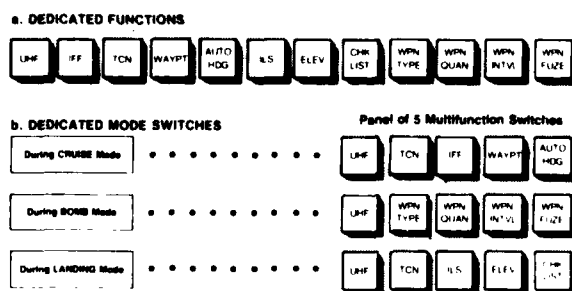 a. DEDICATED FUNCTIONS
UHF IFF TCN WAYPT AUTO HDG ILS ELEV CHK LIST WPN TYPE WPN QUAN WPN INTVL WPN FUZE
b. DEDICATED MODE SWITCHES
Panel of 5 Multifunction Switches
During CRUISE Mode UHF TCN IFF WAYPT AUTO HDG
During BOMB Mode UHF WPN TYPE WPN QUAN WPN INTVL WPN FUZE
During LANDING Mode UHF TCN ILS ELEV CHK LIST